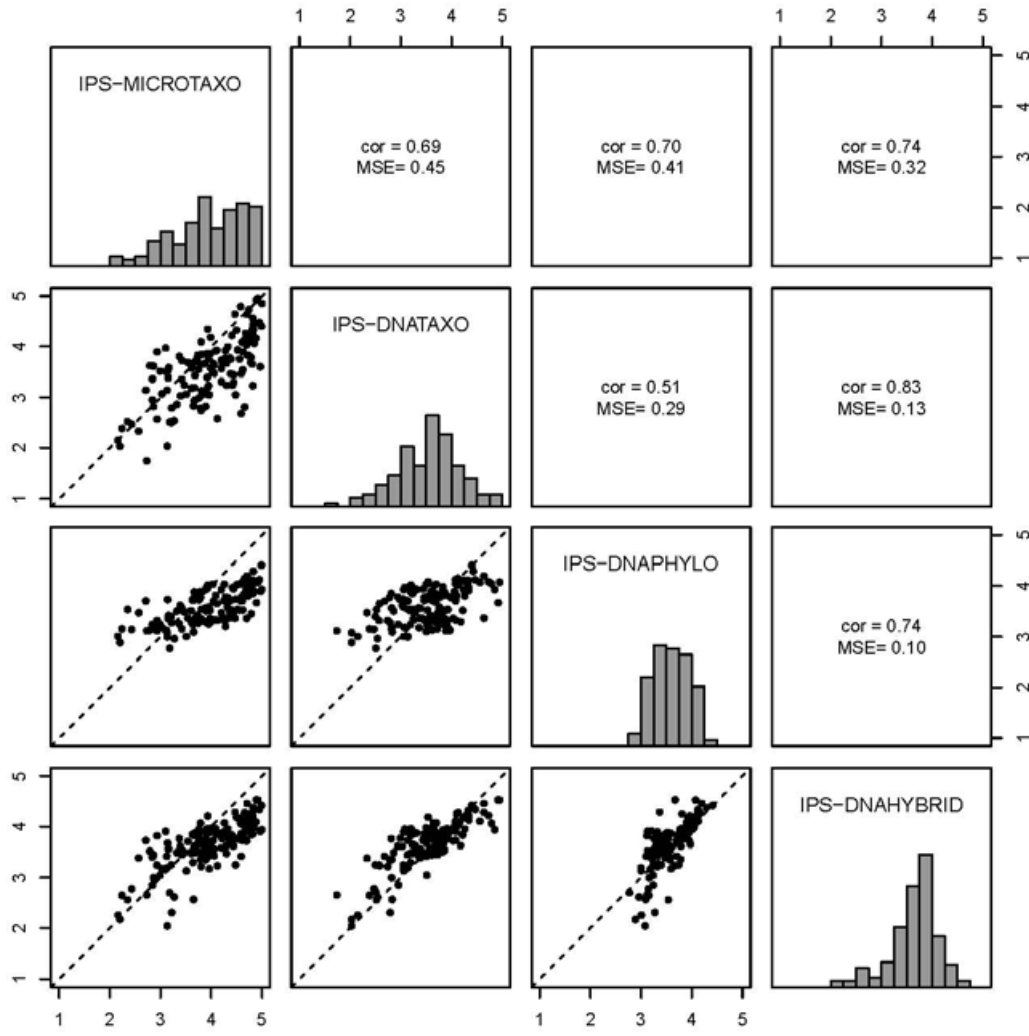 1 2 3 4 5 1 2 3 4 5
IPS-MICROTAXO
cor = 0.69
MSE= 0.45
cor = 0.70
MSE= 0.41
cor = 0.74
MSE= 0.32
5
4
3
2
1
5
4
3
2
1
IPS-DNATAXO
cor = 0.51
MSE= 0.29
cor = 0.83
MSE= 0.13
IPS-DNAPHYLO
cor = 0.74
MSE= 0.10
5
4
3
2
1
5
4
3
2
1
IPS-DNAHYBRID
1 2 3 4 5 1 2 3 4 5